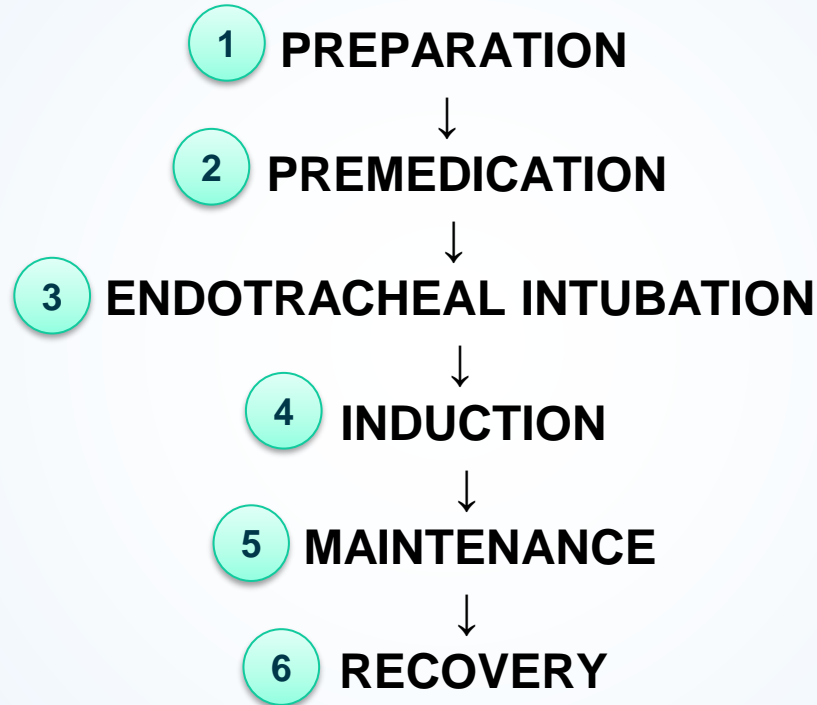 1 PREPARATION
↓
2 PREMEDICATION
↓
3 ENDOTRACHEAL INTUBATION
↓
4 INDUCTION
↓
5 MAINTENANCE
↓
6 RECOVERY